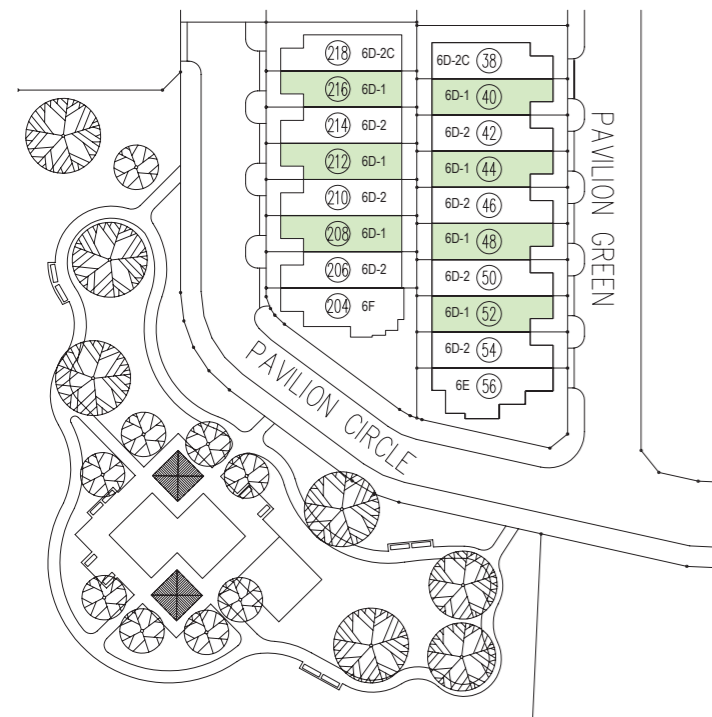 218 6D-2C
216 6D-1
214 6D-2
212 6D-1
210 6D-2
208 6D-1
206 6D-2
204 6F
6D-2C 38
6D-1 40
6D-2 42
6D-1 44
6D-2 46
6D-1 48
6D-2 50
6D-1 52
6D-2 54
6E 56
PAVILION GREEN
PAVILION CIRCLE